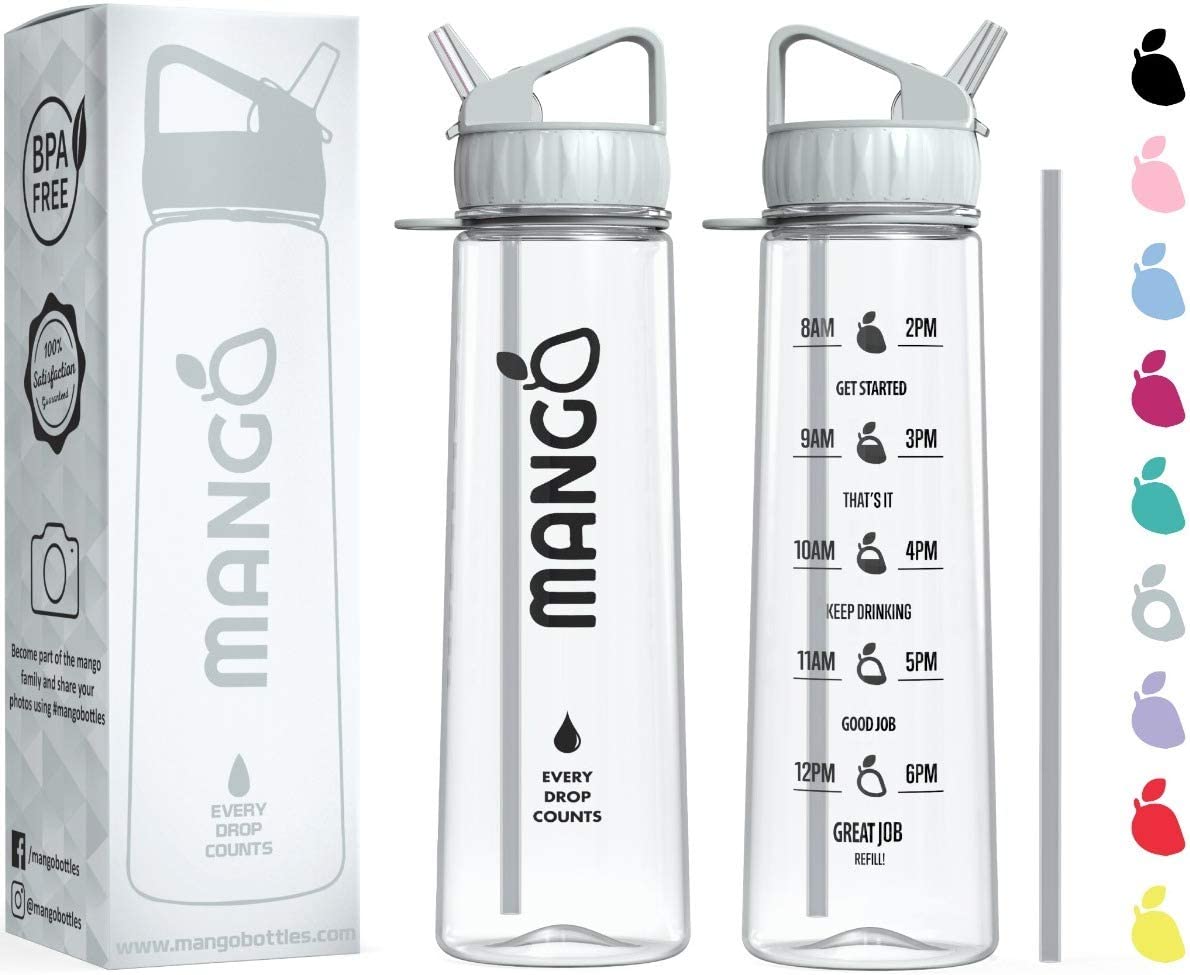 BPA
FREE
100%
Satisfaction
Guaranteed
Become part of the mango
family and share your
photos using #mangobottles
/mangobottles
@mangobottles
MANGO
EVERY
DROP
COUNTS
www.mangobottles.com
MANGO
EVERY
DROP
COUNTS
8AM 2PM
GET STARTED
9AM 3PM
THAT'S IT
10AM 4PM
KEEP DRINKING
11AM 5PM
GOOD JOB
12PM 6PM
GREAT JOB
REFILL!